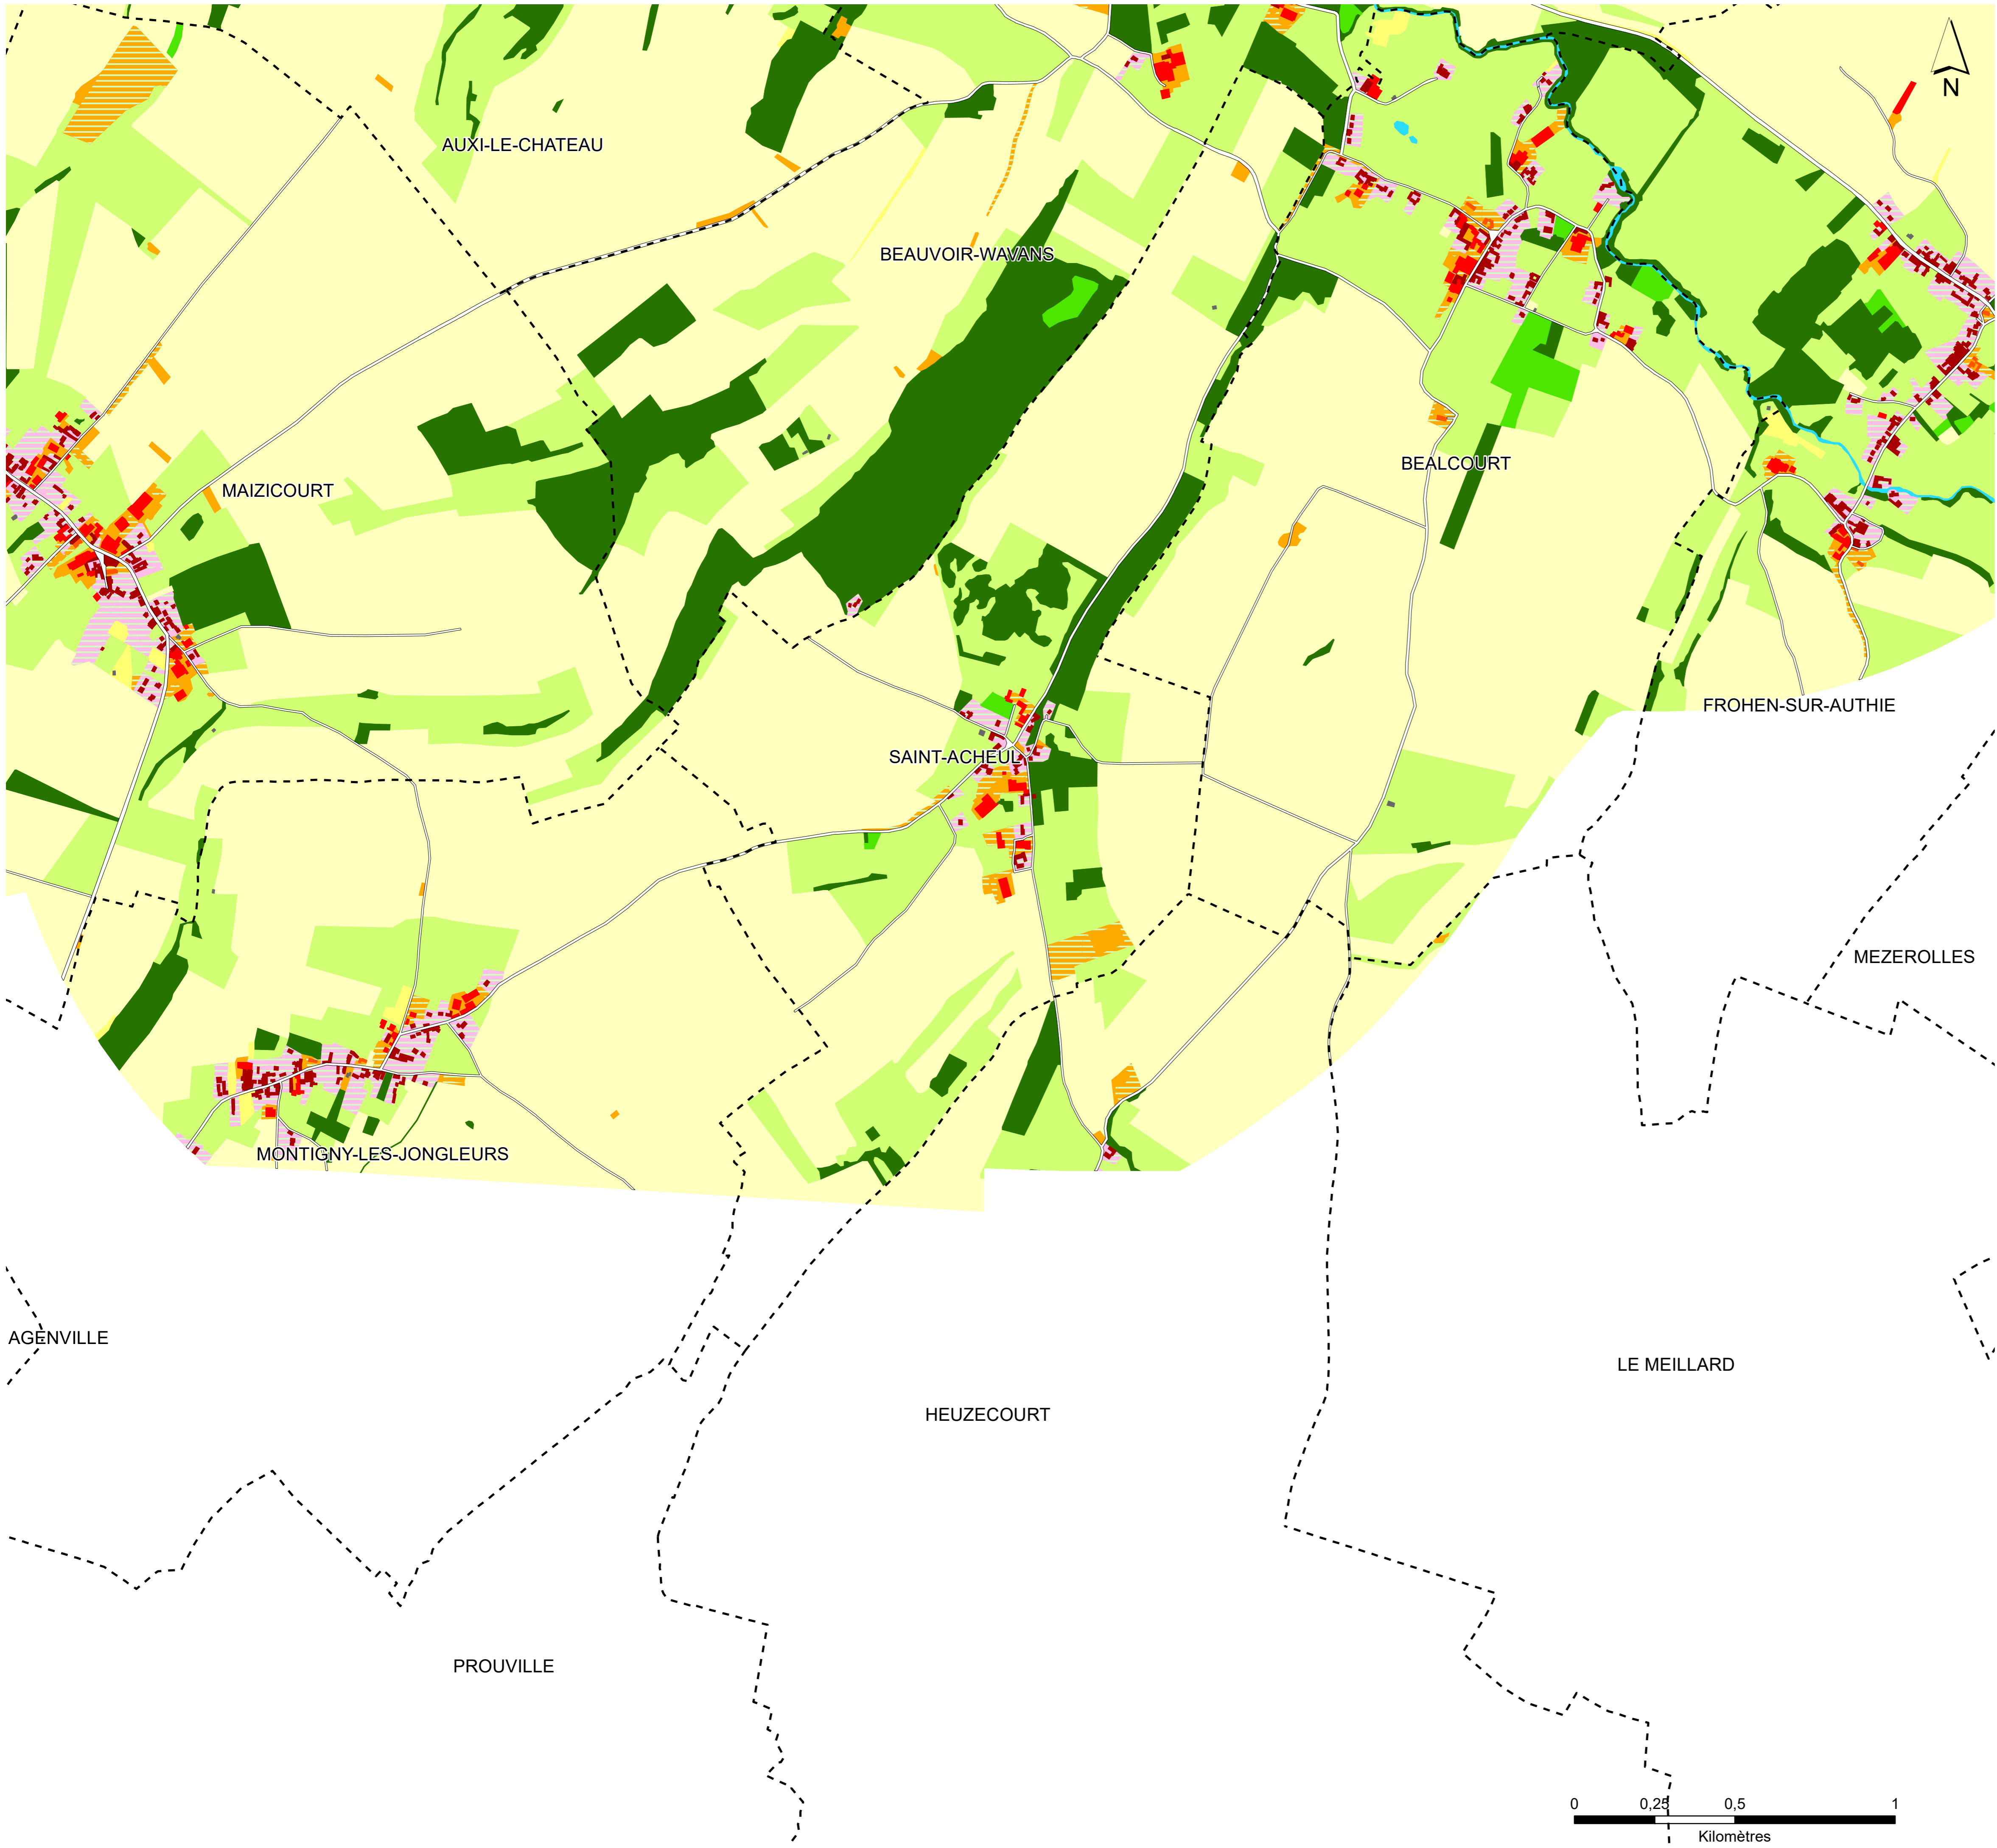 N
AUXI-LE-CHATEAU
BEAUVOIR-WAVANS
BEALCOURT
MAIZICOURT
FROHEN-SUR-AUTHIE
SAINT-ACHEUL
MEZEROLLES
MONTIGNY-LES-JONGLEURS
AGENVILLE
LE MEILLARD
HEUZECOURT
PROUVILLE
0 0,25 0,5 1
Kilomètres